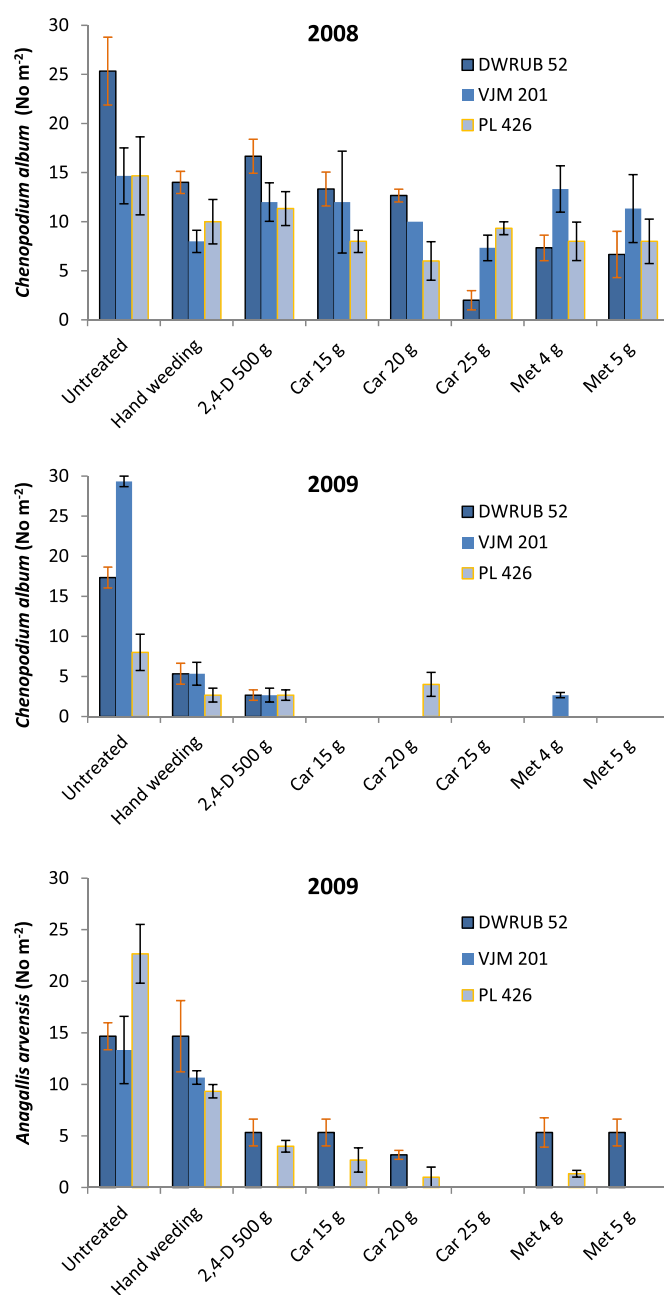 2008
Chenopodium album (No m-2)
30
25
20
15
10
5
0
DWRUB 52
VJM 201
PL 426
Untreated
Hand weeding
2,4-D 500 g
Car 15 g
Car 20 g
Car 25 g
Met 4 g
Met 5 g
2009
Chenopodium album (No m-2)
30
25
20
15
10
5
0
DWRUB 52
VJM 201
PL 426
Untreated
Hand weeding
2,4-D 500 g
Car 15 g
Car 20 g
Car 25 g
Met 4 g
Met 5 g
2009
Anagallis arvensis (No m-2)
30
25
20
15
10
5
0
DWRUB 52
VJM 201
PL 426
Untreated
Hand weeding
2,4-D 500 g
Car 15 g
Car 20 g
Car 25 g
Met 4 g
Met 5 g